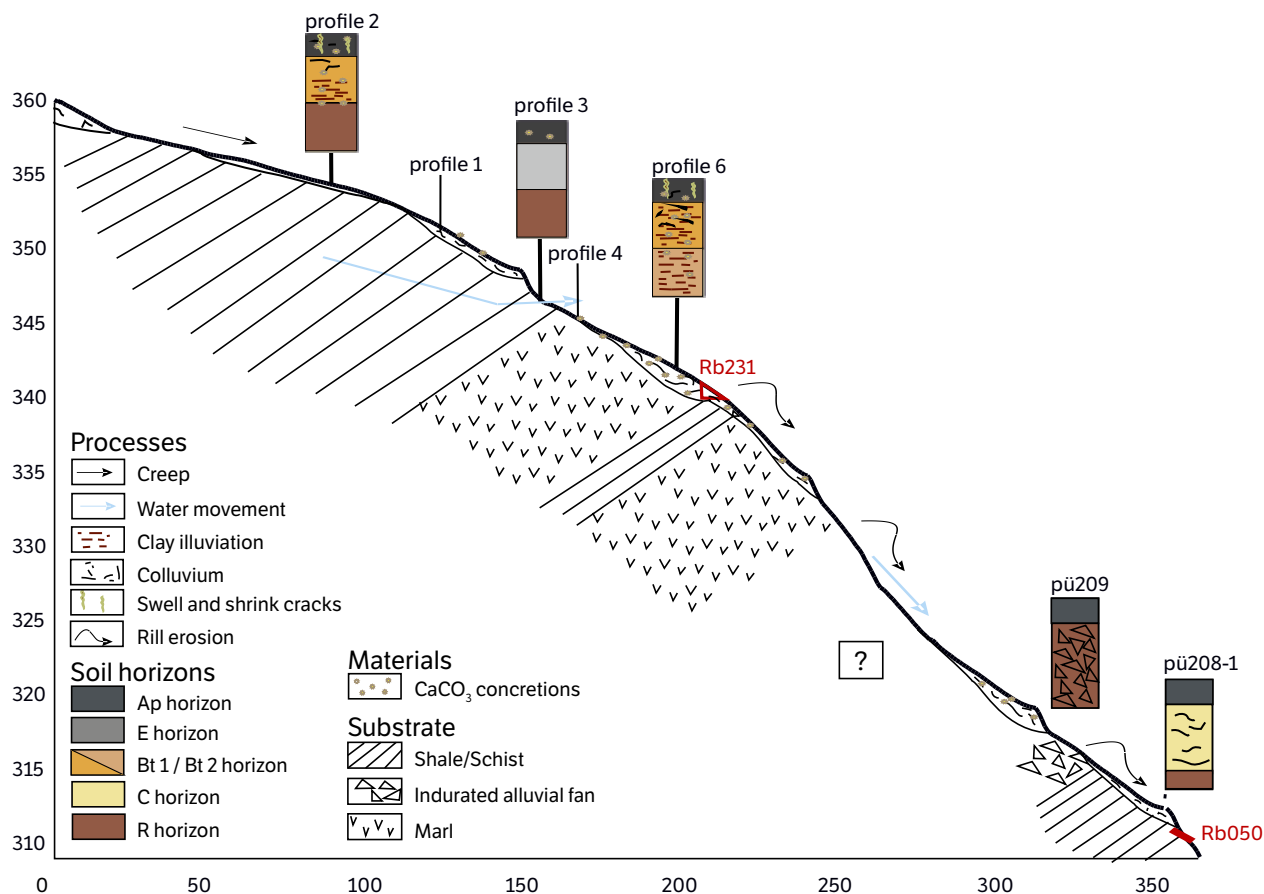 profile 2
360
profile 3
profile 1
profile 6
355
350
profile 4
345
Rb231
340
Processes
335
Creep
Water movement
330
Clay illuviation
Colluvium
pü209
Swell and shrink cracks
325
Rill erosion
?
Soil horizons
Materials
pü208-1
320
Ap horizon
CaCO₃ concretions
E horizon
Substrate
315
Bt 1 / Bt 2 horizon
Shale/Schist
C horizon
Indurated alluvial fan
R horizon
Marl
310
Rb050
0
50
100
150
200
250
300
350